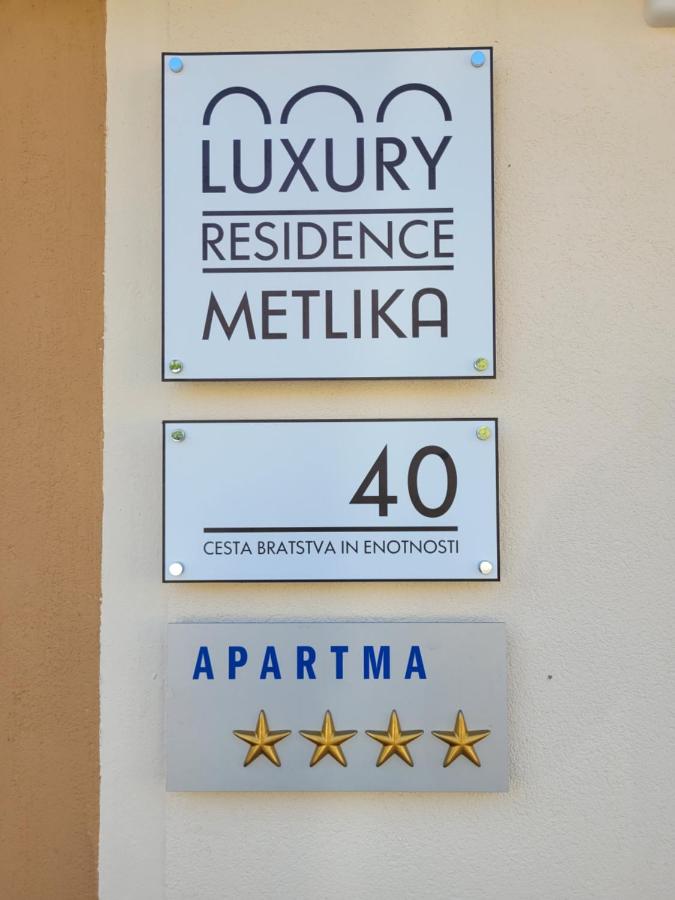 LUXURY
RESIDENCE
METLIKA
40
CESTA BRATSTVA IN ENOTNOSTI
APARTMA